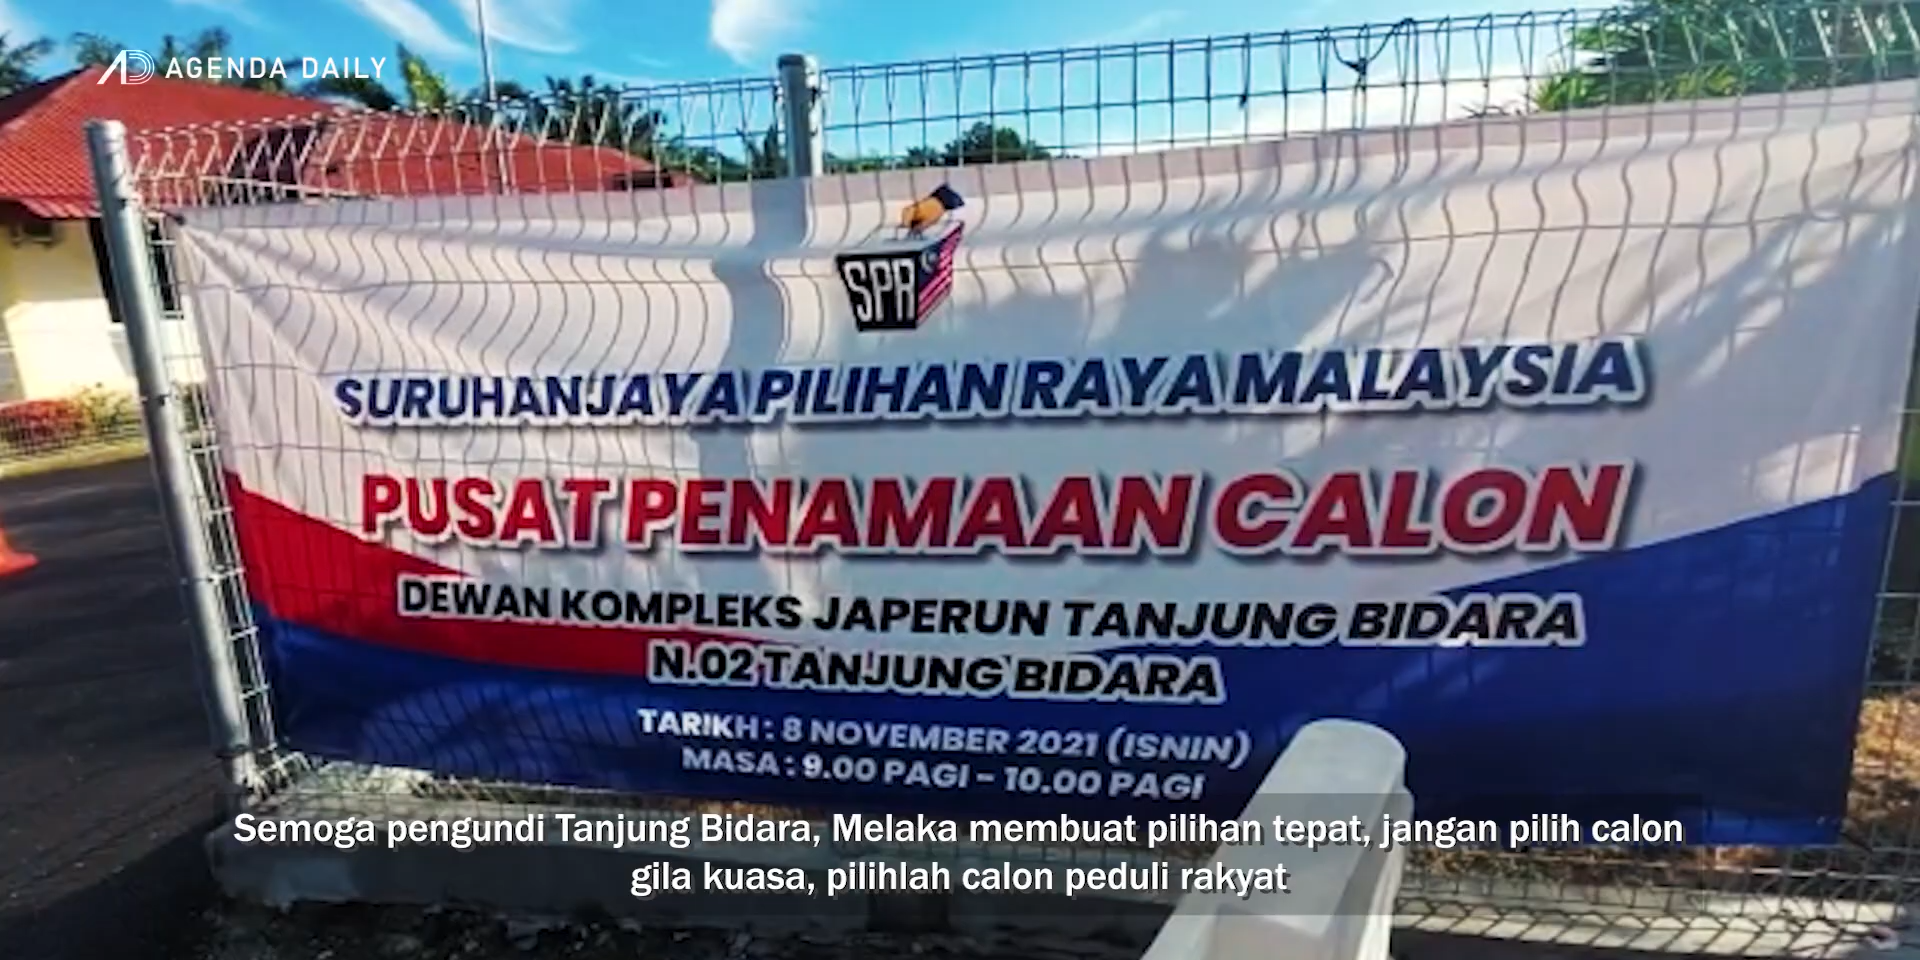 AD AGENDA DAILY
SPR
SURUHANJAYA PILIHAN RAYA MALAYSIA
PUSAT PENAMAAN CALON
DEWAN KOMPLEKS JAPERUN TANJUNG BIDARA
N.02 TANJUNG BIDARA
TARIKH : 8 NOVEMBER 2021 (ISNIN)
MASA : 9.00 PAGI - 10.00 PAGI
Semoga pengundi Tanjung Bidara, Melaka membuat pilihan tepat, jangan pilih calon
gila kuasa, pilihlah calon peduli rakyat